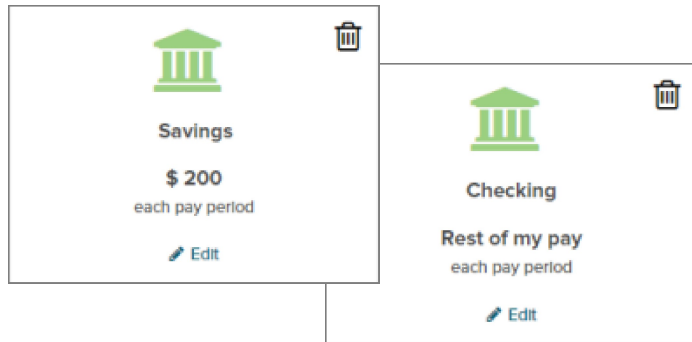 Savings
$ 200
each pay period
Edit
Checking
Rest of my pay
each pay period
Edit